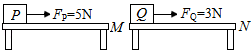 P F_P=5N M Q F_Q=3N N